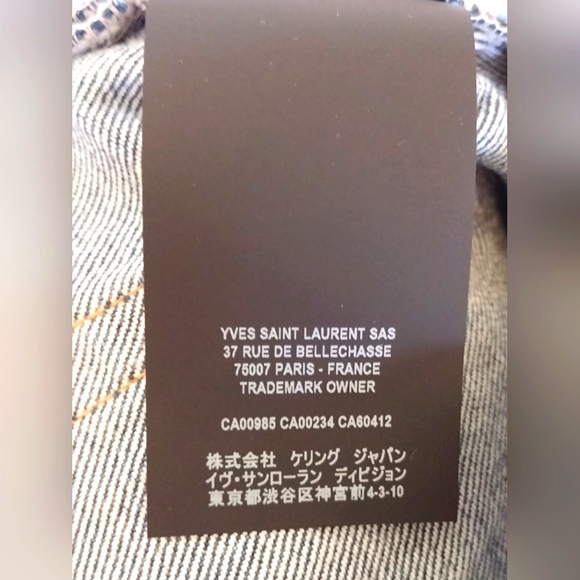 YVES SAINT LAURENT SAS
37 RUE DE BELLECHASSE
75007 PARIS - FRANCE
TRADEMARK OWNER
CA00985 CA00234 CA60412
株式会社 ケリング ジャパン
イヴ・サンローラン ディビジョン
東京都渋谷区神宮前4-3-10